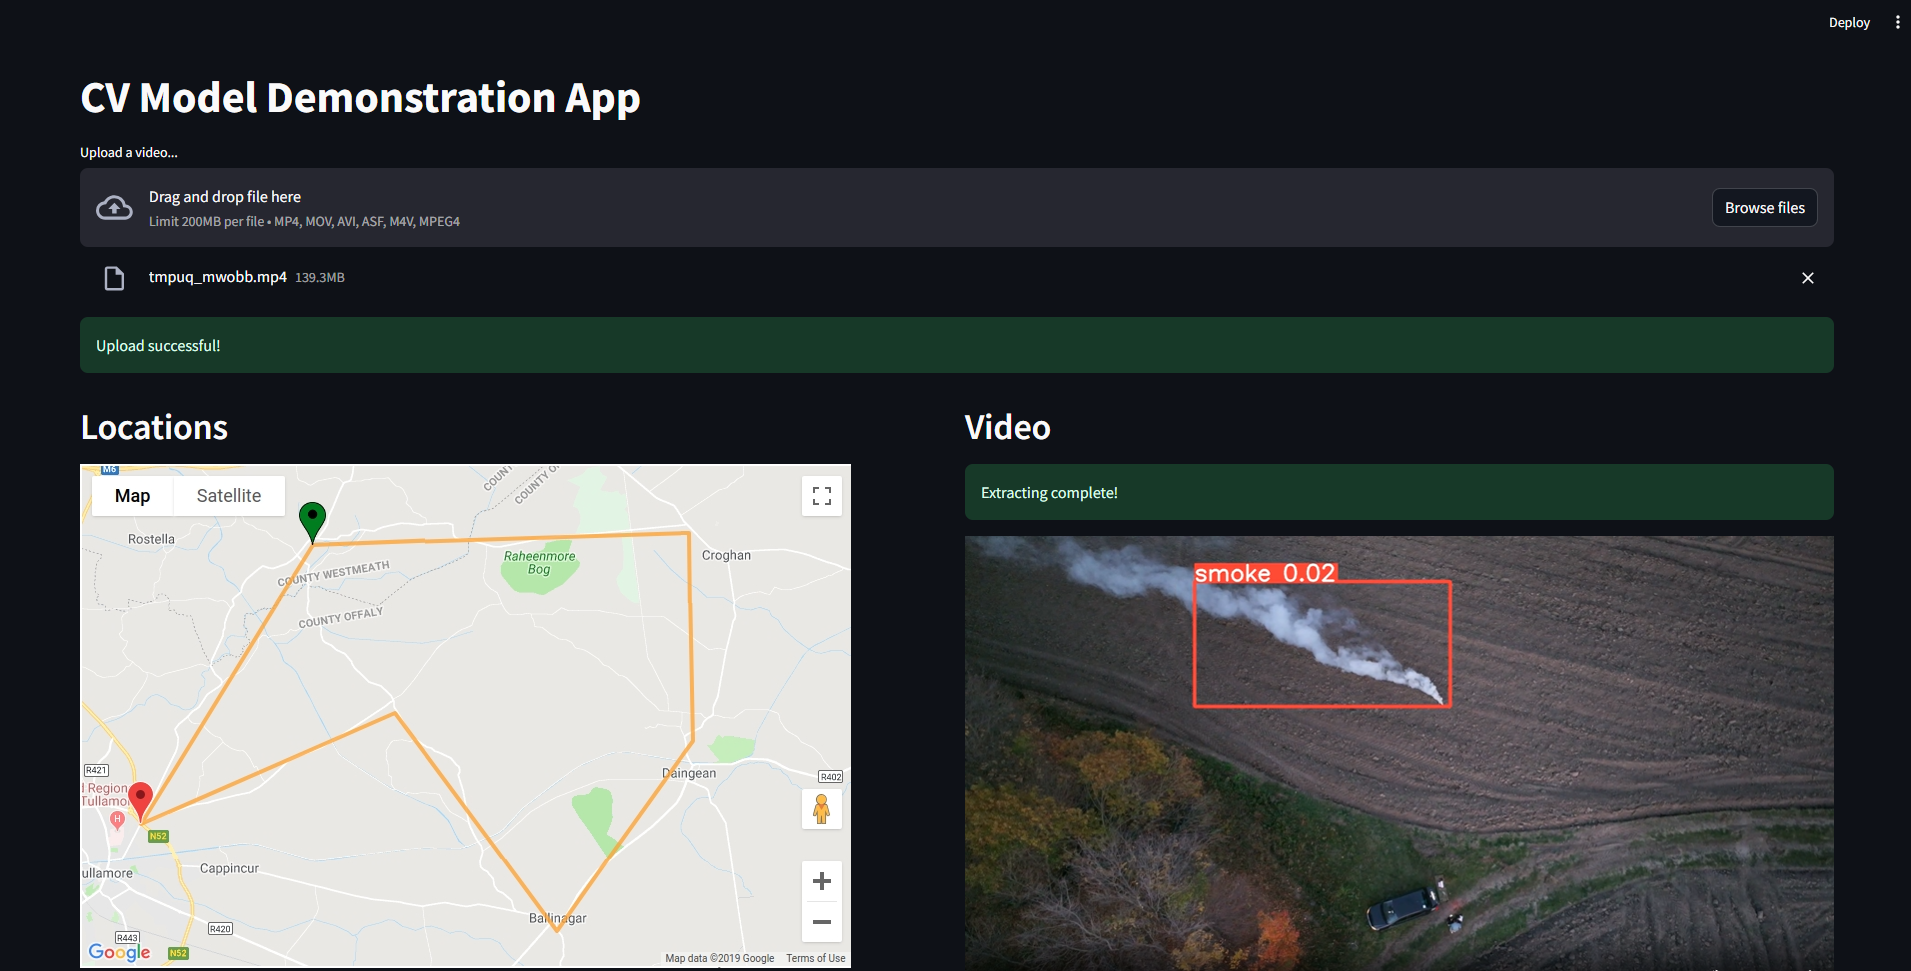 Deploy
CV Model Demonstration App
Upload a video...
Drag and drop file here
Limit 200MB per file • MP4, MOV, AVI, ASF, M4V, MPEG4
Browse files
tmpuq_mwobb.mp4 139.3MB
Upload successful!
Locations
M6
Map
Satellite
COUNT
COUNTY O
Rostella
Raheenmore
Bog
Croghan
COUNTY WESTMEATH
COUNTY OFFALY
R421
d Region
Tullamo
H
N52
Daingean
R402
Cappincur
ullamore
Ballinagar
R420
R443
Google
N52
Map data ©2019 Google
Terms of Use
Video
Extracting complete!
smoke 0.02